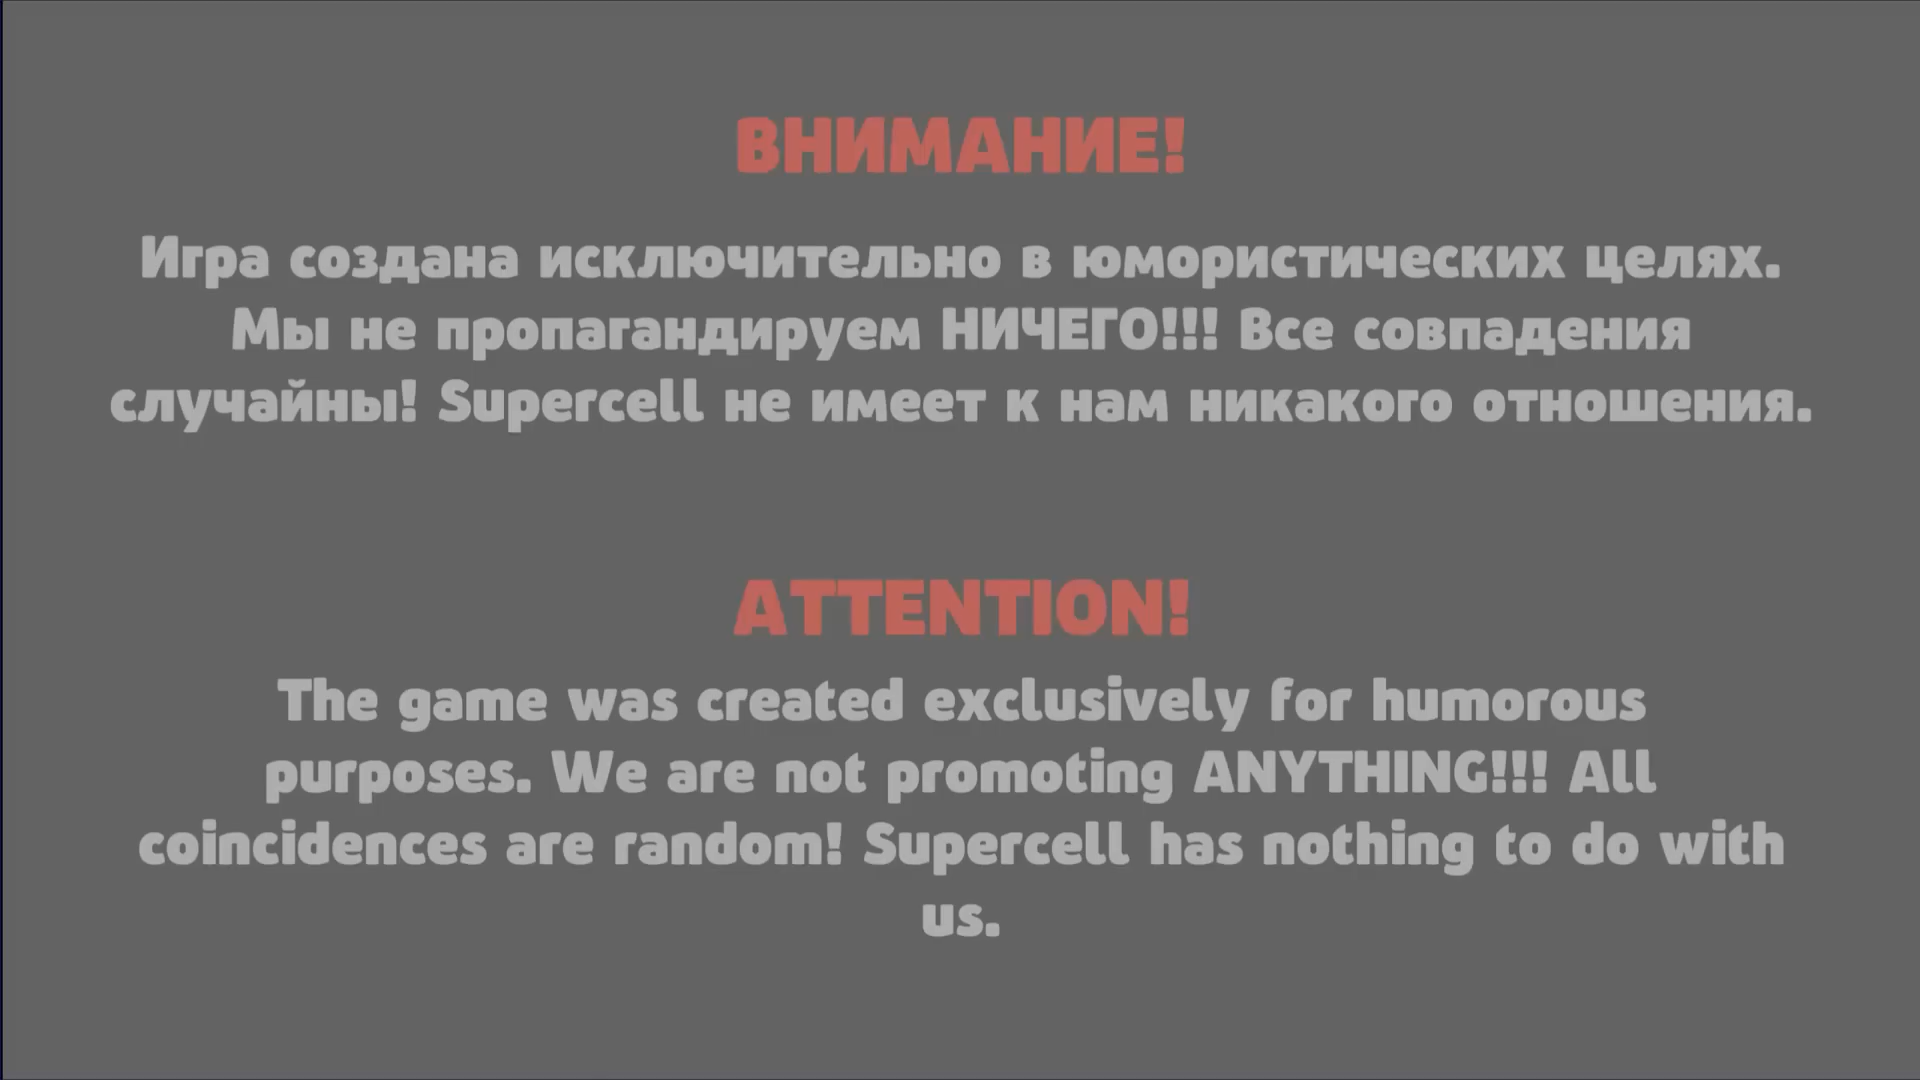 ВНИМАНИЕ!
Игра создана исключительно в юмористических целях.
Мы не пропагандируем НИЧЕГО!!! Все совпадения
случайны! Supercell не имеет к нам никакого отношения.
ATTENTION!
The game was created exclusively for humorous
purposes. We are not promoting ANYTHING!!! All
coincidences are random! Supercell has nothing to do with
us.